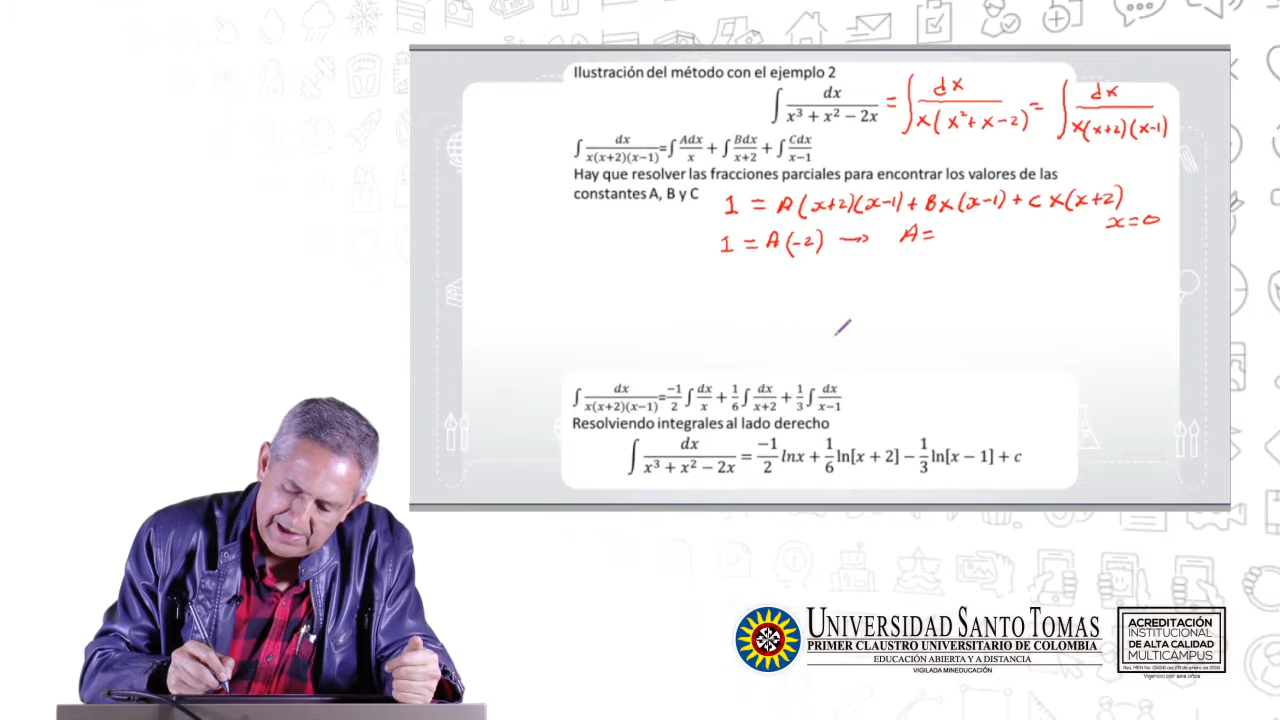 Ilustración del método con el ejemplo 2
∫ dx / (x³ + x² − 2x) = ∫ dx / x(x²+x−2) = ∫ dx / x(x+2)(x−1)
∫ dx / x(x+2)(x−1) =∫ Adx / x + ∫ Bdx / x+2 + ∫ Cdx / x−1
Hay que resolver las fracciones parciales para encontrar los valores de las
constantes A, B y C
1 = A(x+2)(x−1)+Bx(x−1)+Cx(x+2)
x=0
1 = A(−2) → A=
∫ dx / x(x+2)(x−1) = −1/2 ∫ dx/x + 1/6 ∫ dx / x+2 + 1/3 ∫ dx / x−1
Resolviendo integrales al lado derecho
∫ dx / (x³ + x² − 2x) = −1/2 lnx + 1/6 ln[x + 2] − 1/3 ln[x − 1] + c
UNIVERSIDAD SANTO TOMAS
PRIMER CLAUSTRO UNIVERSITARIO DE COLOMBIA
EDUCACIÓN ABIERTA Y A DISTANCIA
VIGILADA MINEDUCACIÓN
ACREDITACIÓN
INSTITUCIONAL
DE ALTA CALIDAD
MULTICAMPUS
Vigencia por seis años